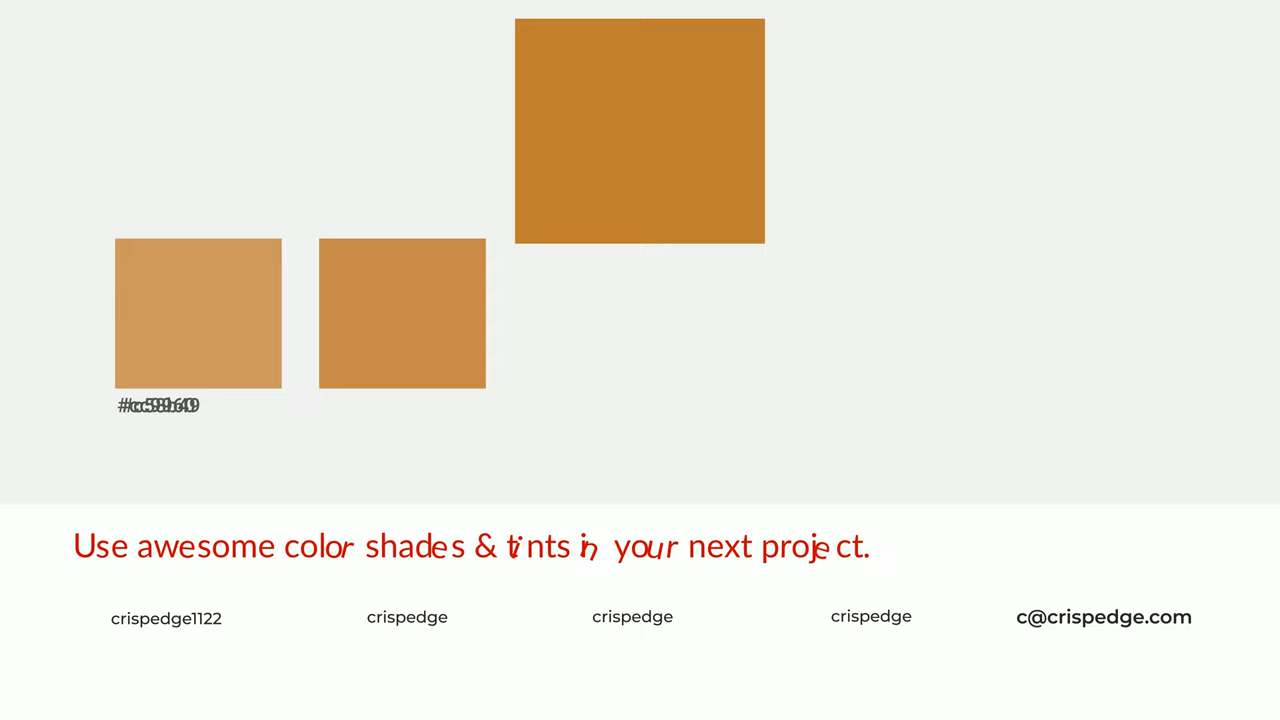 Use awesome color shades & tints in your next project.
crispedge1122 crispedge crispedge crispedge c@crispedge.com